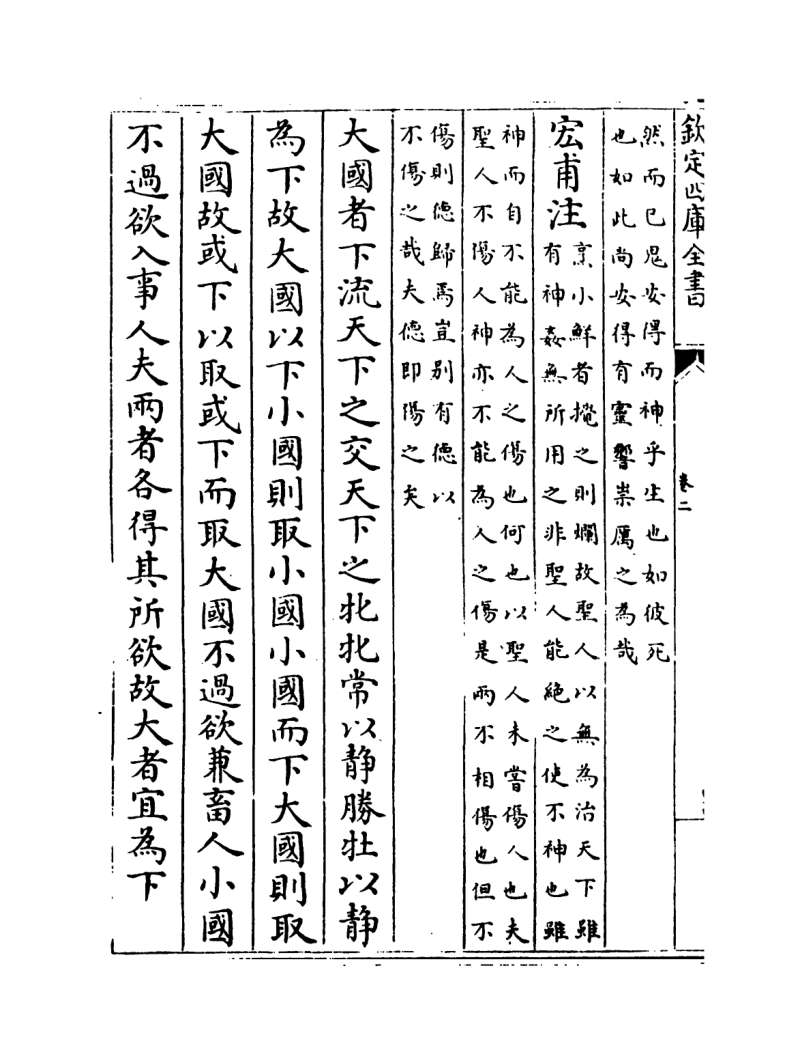 欽定四庫全書
卷二
然而已鬼安得而神乎生也如彼死
也如此尚安得有靈響崇厲之為哉
宏甫注
烹小鮮者撓之則爛故聖人以無為治天下雖
有神姦無所用之非聖人能絶之使不神也雖
神而自不能為人之傷也何也以聖人未嘗傷人也夫
聖人不傷人神亦不能為人之傷是兩不相傷也但不
傷則德歸焉豈别有德以
不傷之哉夫德即傷之矣
大國者下流天下之交天下之牝牝常以静勝牡以静
為下故大國以下小國則取小國小國而下大國則取
大國故或下以取或下而取大國不過欲兼畜人小國
不過欲入事人夫兩者各得其所欲故大者宜為下